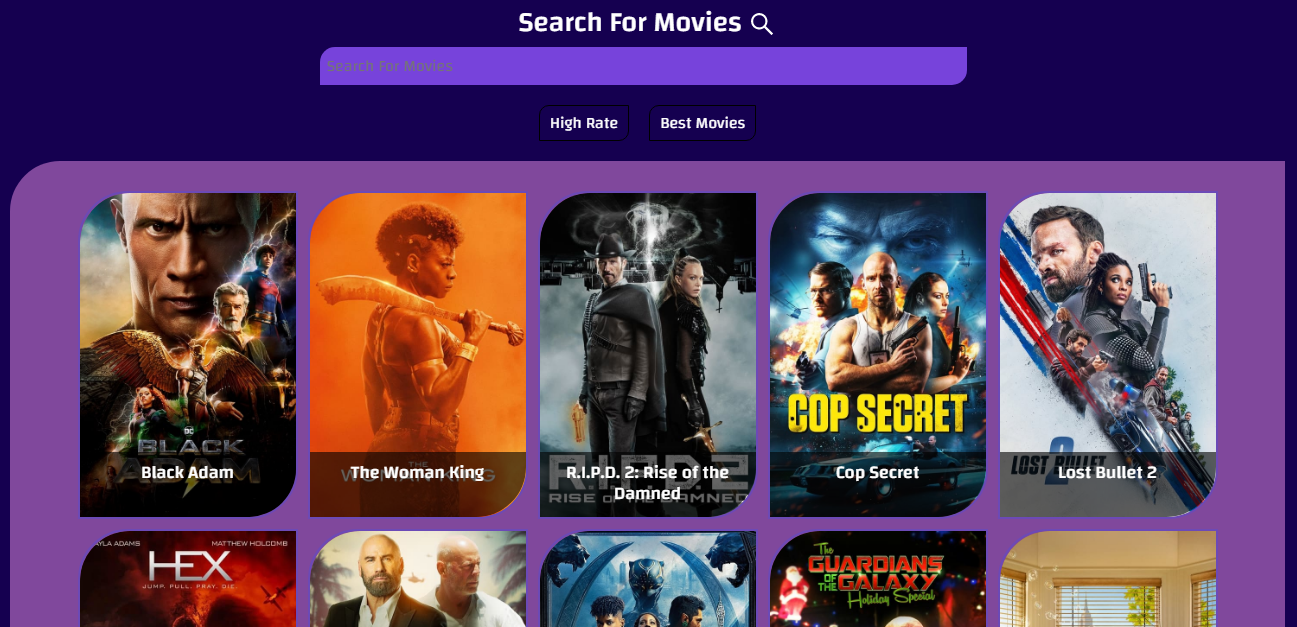 Search For Movies
Search For Movies
High Rate
Best Movies
DC
BLACK
ADAM
Black Adam
THE
WOMAN KING
The Woman King
R.I.P.D. 2
RISE OF THE DAMNED
R.I.P.D. 2: Rise of the
Damned
COP SECRET
Cop Secret
2
LOST BULLET
Lost Bullet 2
AYLA ADAMS
MATTHEW HOLCOMB
HEX
JUMP. PULL. PRAY. DIE.
The
GUARDIANS
OF THE
GALAXY
Holiday Special